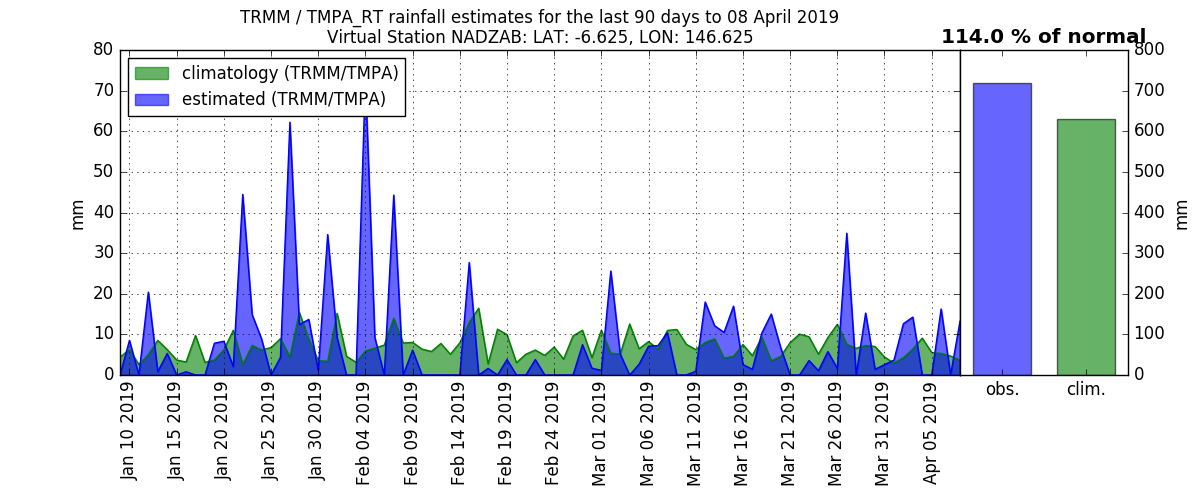 TRMM / TMPA_RT rainfall estimates for the last 90 days to 08 April 2019
Virtual Station NADZAB: LAT: -6.625, LON: 146.625
114.0 % of normal
climatology (TRMM/TMPA)
estimated (TRMM/TMPA)
80
70
60
50
40
30
20
10
0
mm
800
700
600
500
400
300
200
100
0
mm
Jan 10 2019
Jan 15 2019
Jan 20 2019
Jan 25 2019
Jan 30 2019
Feb 04 2019
Feb 09 2019
Feb 14 2019
Feb 19 2019
Feb 24 2019
Mar 01 2019
Mar 06 2019
Mar 11 2019
Mar 16 2019
Mar 21 2019
Mar 26 2019
Mar 31 2019
Apr 05 2019
obs.
clim.